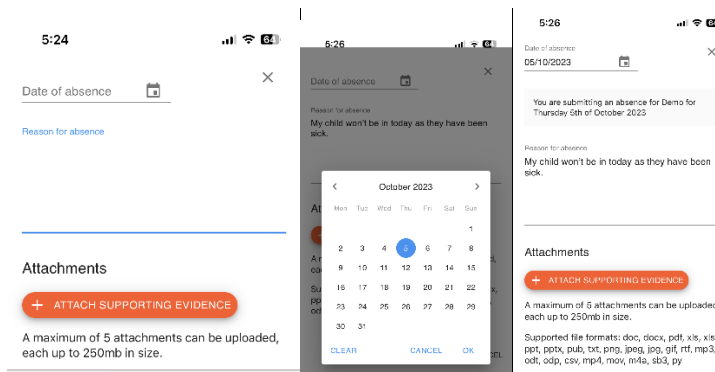 5:24
64
Date of absence
Reason for absence
Attachments
+ ATTACH SUPPORTING EVIDENCE
A maximum of 5 attachments can be uploaded,
each up to 250mb in size.
5:26
64
Date of absence
Reason for absence
My child won't be in today as they have been
sick.
October 2023
Mon Tue Wed Thu Fri Sat Sun
1
2 3 4 5 6 7 8
9 10 11 12 13 14 15
16 17 18 19 20 21 22
23 24 25 26 27 28 29
30 31
CLEAR CANCEL OK
5:26
Date of absence
05/10/2023
You are submitting an absence for Demo for
Thursday 5th of October 2023
Reason for absence
My child won't be in today as they have been
sick.
Attachments
+ ATTACH SUPPORTING EVIDENCE
A maximum of 5 attachments can be uploaded
each up to 250mb in size.
Supported file formats: doc, docx, pdf, xls, xls
ppt, pptx, pub, txt, png, jpeg, jpg, gif, rtf, mp3,
odt, odp, csv, mp4, mov, m4a, sb3, py